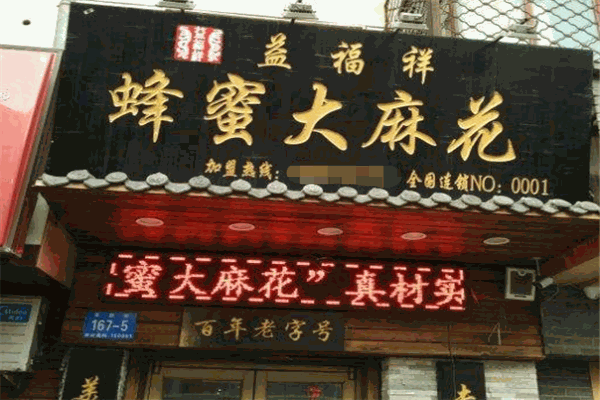 益福祥
蜂蜜大麻花
加盟热线:
全国连锁NO: 0001
蜜大麻花”真材实
167-5
百年老字号